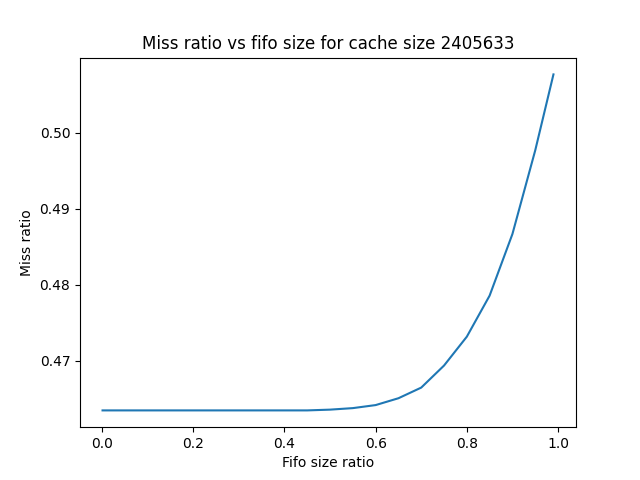 Miss ratio vs fifo size for cache size 2405633
0.50
0.49
0.48
0.47
Miss ratio
0.0 0.2 0.4 0.6 0.8 1.0
Fifo size ratio